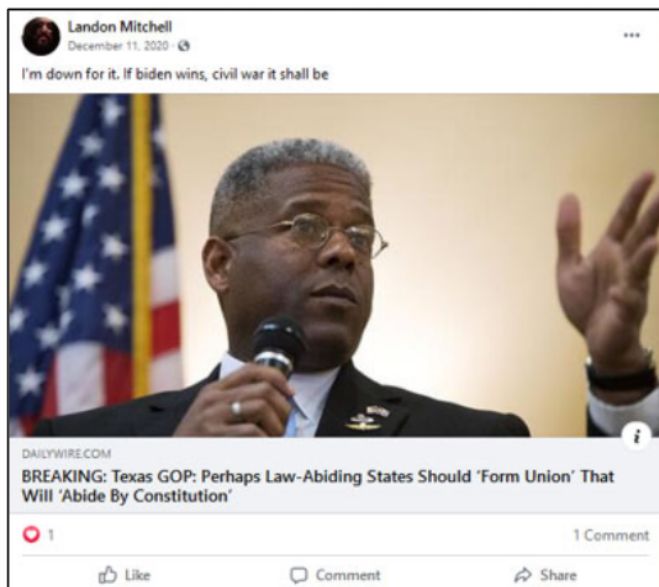 Landon Mitchell
December 11, 2020 ·
I'm down for it. If biden wins, civil war it shall be
i
DAILYWIRE.COM
BREAKING: Texas GOP: Perhaps Law-Abiding States Should ‘Form Union’ That
Will ‘Abide By Constitution’
1 1 Comment
Like Comment Share